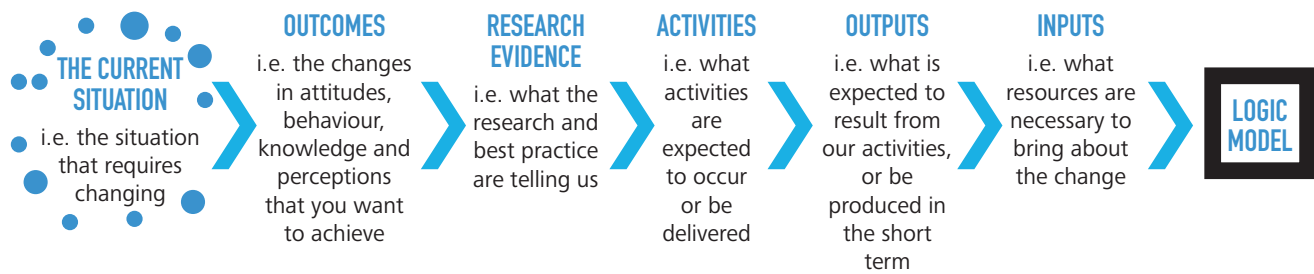 THE CURRENT
SITUATION
i.e. the situation
that requires
changing
OUTCOMES
i.e. the changes
in attitudes,
behaviour,
knowledge and
perceptions
that you want
to achieve
RESEARCH
EVIDENCE
i.e. what the
research and
best practice
are telling us
ACTIVITIES
i.e. what
activities
are
expected
to occur
or be
delivered
OUTPUTS
i.e. what is
expected to
result from
our activities,
or be
produced in
the short
term
INPUTS
i.e. what
resources are
necessary to
bring about
the change
LOGIC
MODEL